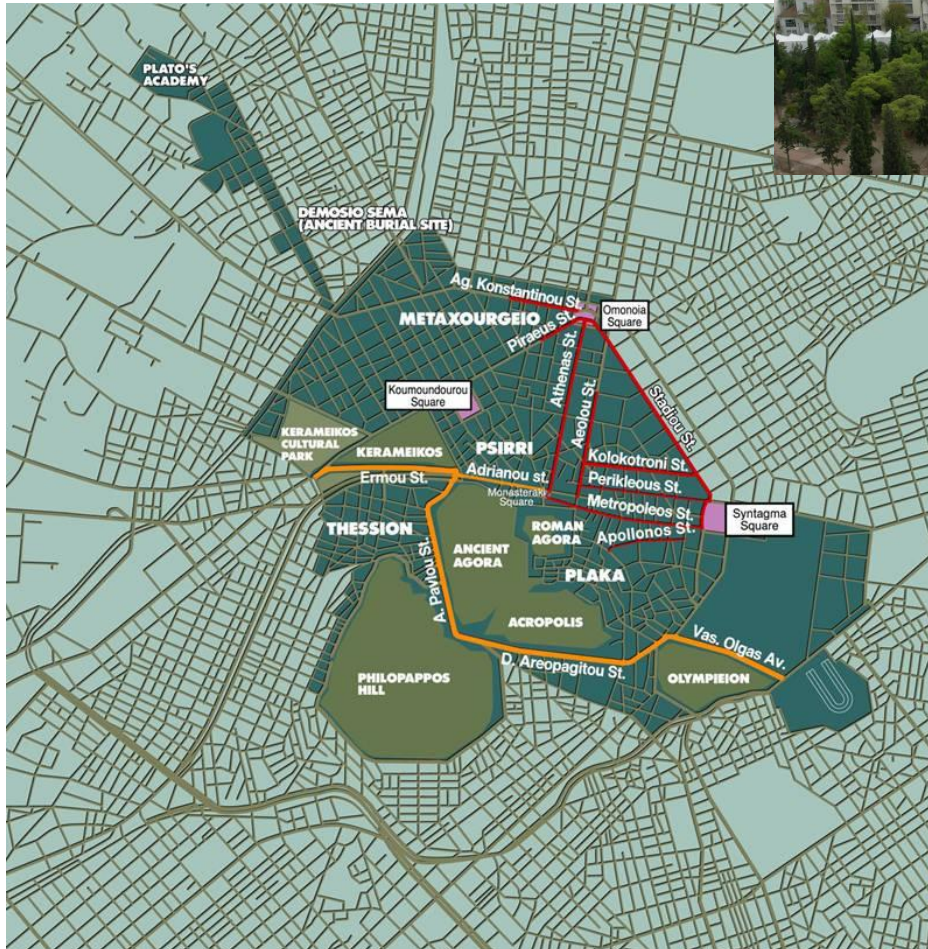 PLATO'S
ACADEMY
DEMOSIO SEMA
(ANCIENT BURIAL SITE)
Ag. Konstantinou St.
Omonoia
Square
METAXOURGEIO
Piraeus St.
Athenas St.
Aeolou St.
Stadiou St.
Koumoundourou
Square
KERAMEIKOS
CULTURAL
PARK
KERAMEIKOS
PSIRRI
Kolokotroni St.
Adrianou st.
Perikleous St.
Ermou St.
Monasteraki
Square
Metropoleos St.
Syntagma
Square
THESSION
ROMAN
AGORA
Apollonos St.
ANCIENT
AGORA
PLAKA
A. Pavlou St.
ACROPOLIS
Vas. Olgas Av.
D. Areopagitou St.
OLYMPIEION
PHILOPAPPOS
HILL